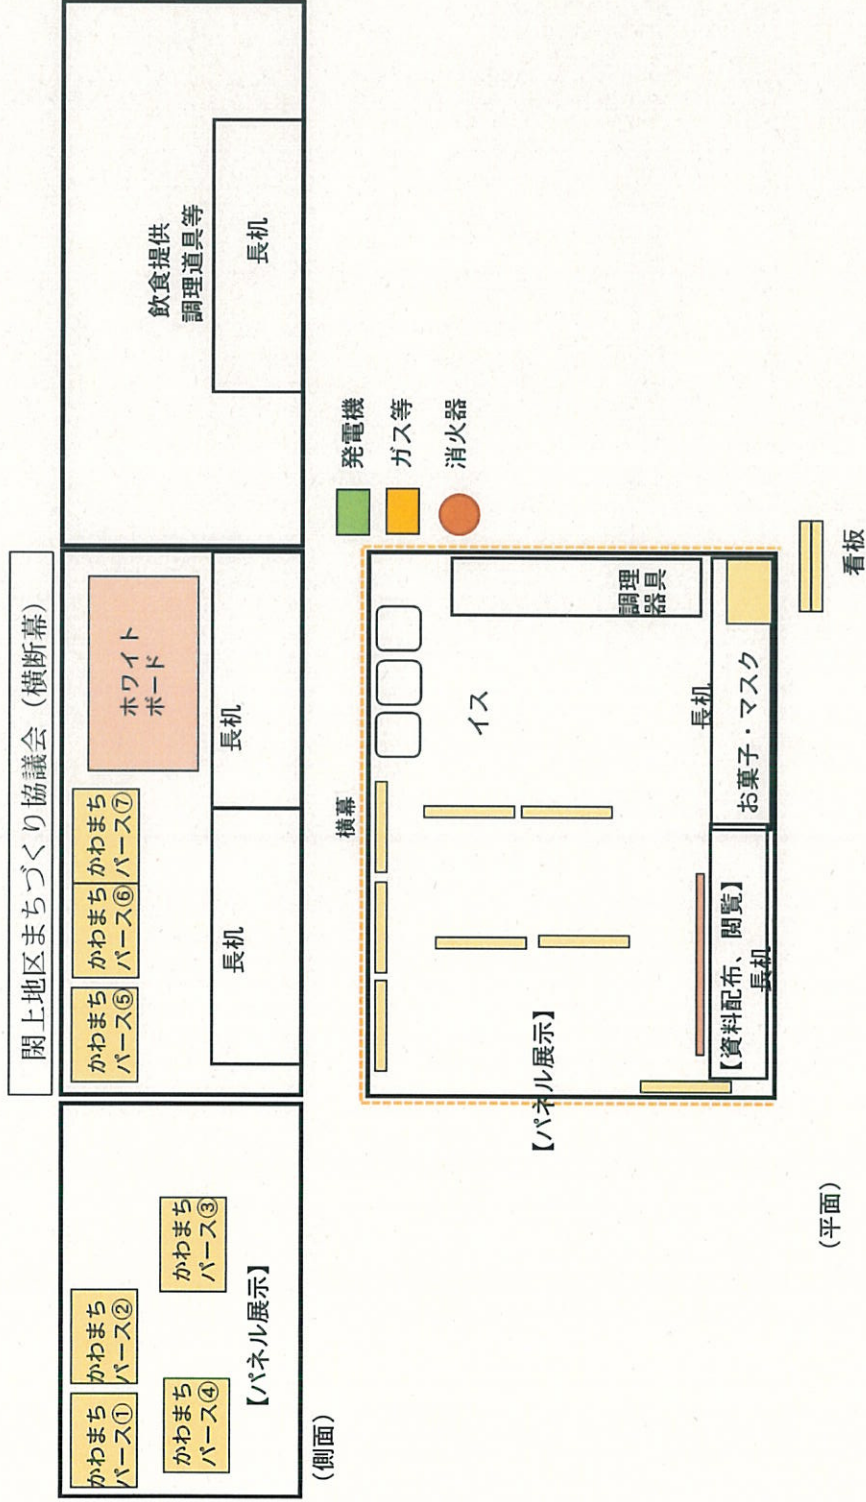 閖上地区まちづくり協議会（横断幕）
かわまち
パース①
かわまち
パース②
かわまち
パース③
かわまち
パース④
【パネル展示】
（側面）
かわまち
パース⑤
かわまち
パース⑥
かわまち
パース⑦
ホワイト
ボード
長机
長机
飲食提供
調理道具等
長机
発電機
ガス等
消火器
横幕
イス
調理
器具
【パネル展示】
長机
お菓子・マスク
【資料配布、閲覧】
長机
看板
（平面）